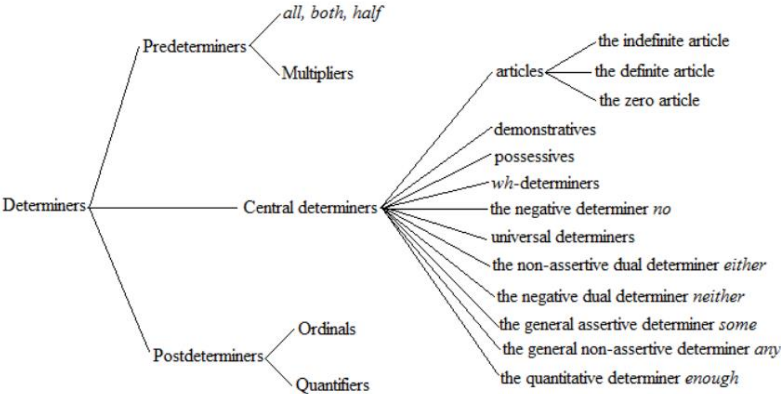 all, both, half
Predeterminers
Multipliers
the indefinite article
articles
the definite article
the zero article
demonstratives
possessives
wh-determiners
Determiners
Central determiners
the negative determiner no
universal determiners
the non-assertive dual determiner either
the negative dual determiner neither
the general assertive determiner some
the general non-assertive determiner any
the quantitative determiner enough
Ordinals
Postdeterminers
Quantifiers